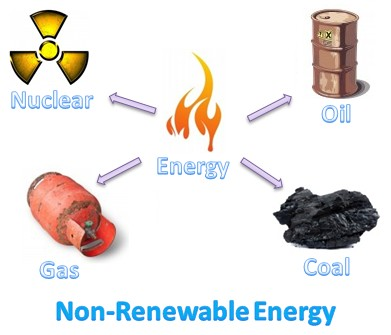 Nuclear
Oil
Energy
Gas
Coal
Non-Renewable Energy